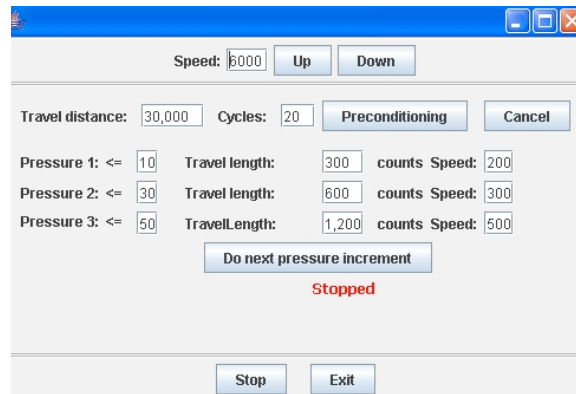 Speed: 6000 Up Down
Travel distance: 30,000 Cycles: 20 Preconditioning Cancel
Pressure 1: <= 10 Travel length: 300 counts Speed: 200
Pressure 2: <= 30 Travel length: 600 counts Speed: 300
Pressure 3: <= 50 TravelLength: 1,200 counts Speed: 500
Do next pressure increment
Stopped
Stop Exit